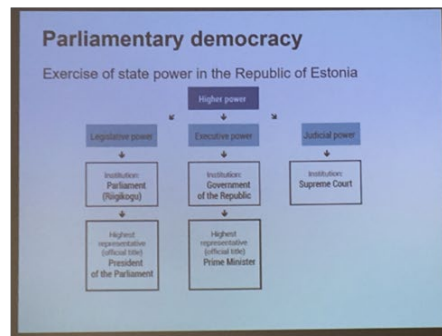 Parliamentary democracy
Exercise of state power in the Republic of Estonia
Higher power
Legislative power
Executive power
Judicial power
Institution:
Parliament
(Riigikogu)
Institution:
Government
of the Republic
Institution:
Supreme Court
Highest
representative
(official title)
President
of the Parliament
Highest
representative
(official title)
Prime Minister